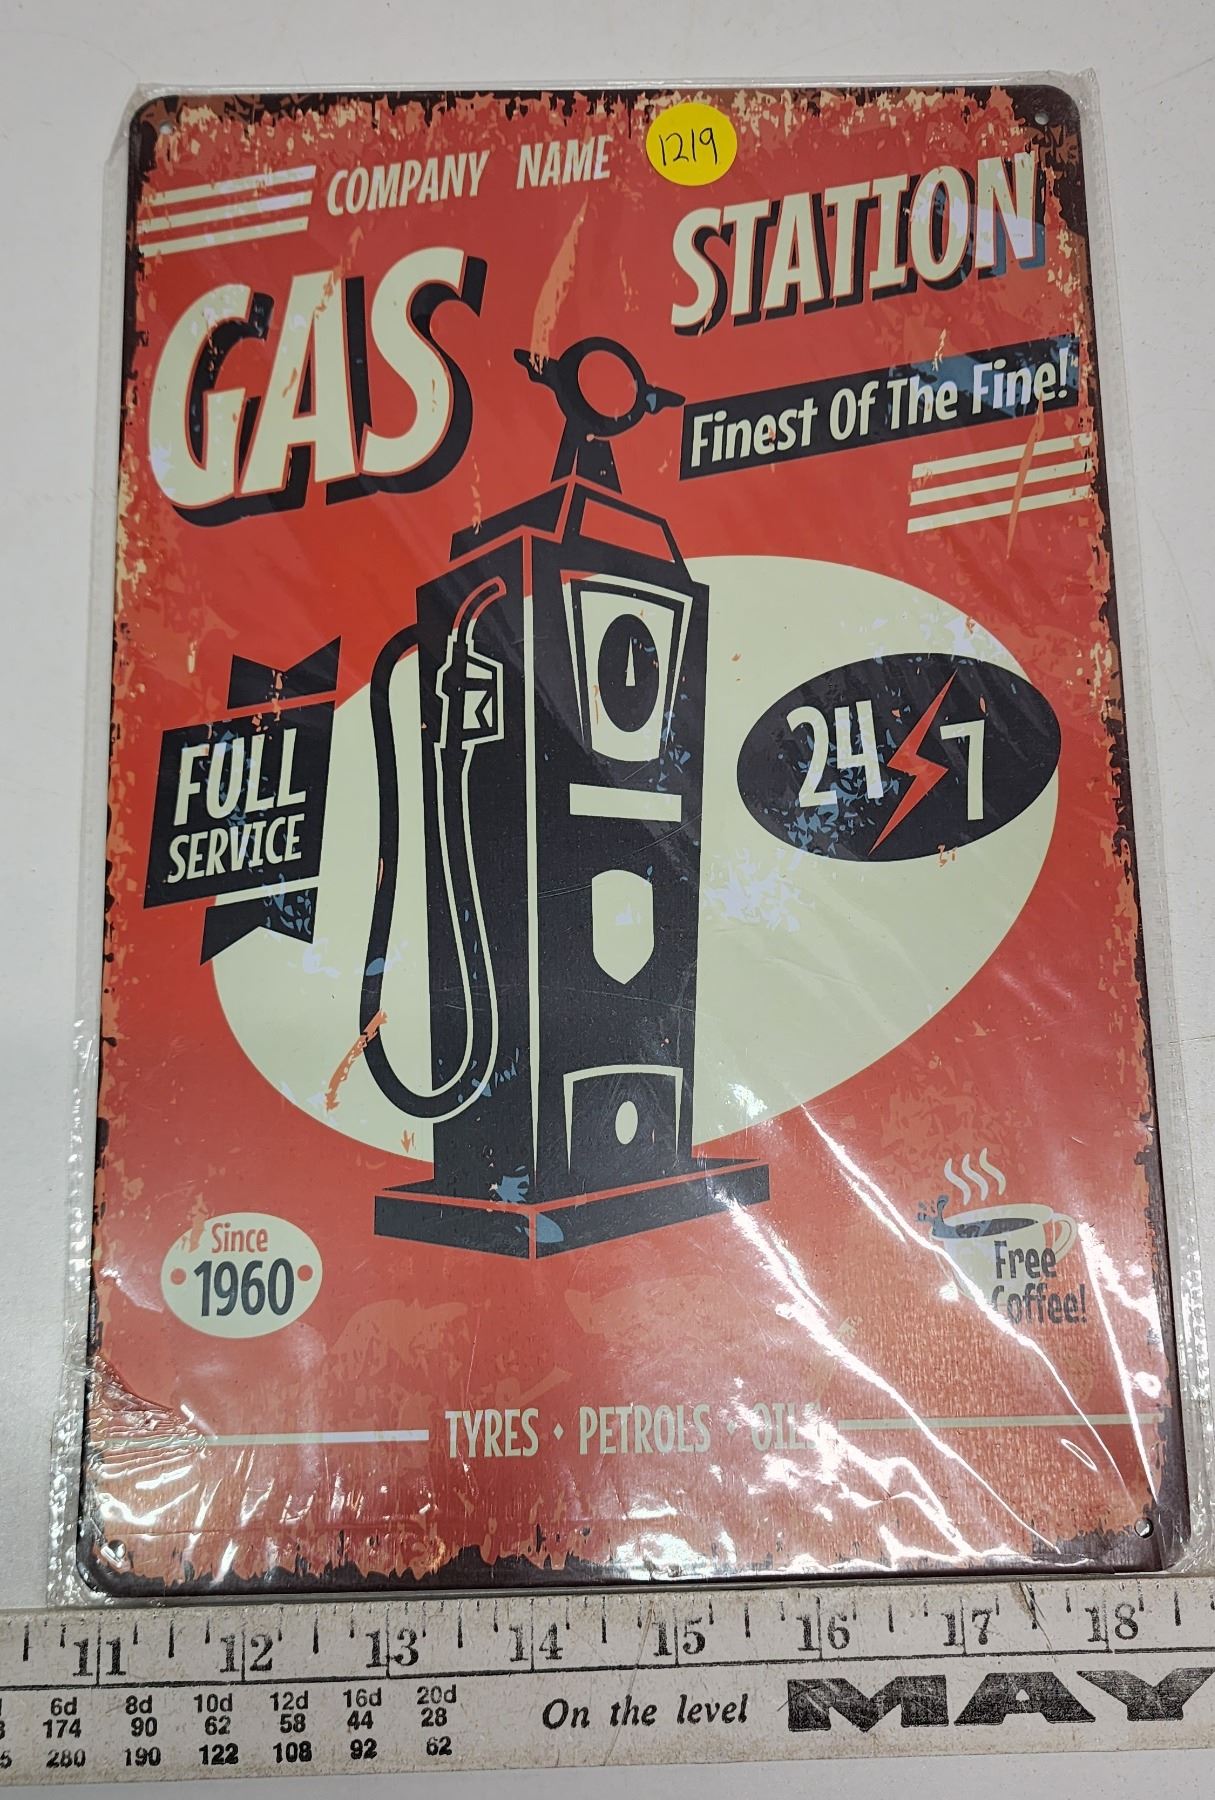 1219
COMPANY NAME
STATION
GAS
Finest Of The Fine!
24 7
FULL
SERVICE
Since
1960
Free
Coffee!
TYRES · PETROLS · OILS
11 12 13 14 15 16 17 18
6d 8d 10d 12d 16d 20d
174 90 62 58 44 28
280 190 122 108 92 62
On the level
MAY